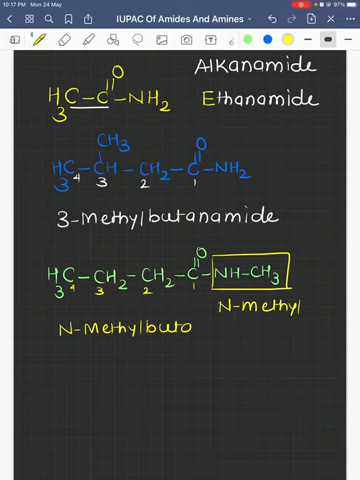 10:17 PM Mon 24 May
97%
IUPAC Of Amides And Amines
Alkanamide
O
H3C-C-NH2
Ethanamide
CH3
O
H3C-CH-CH2-C-NH2
4 3 2 1
3-Methylbutanamide
O
H3C-CH2-CH2-C-NH-CH3
4 3 2 1
N-methyl
N-Methylbuto